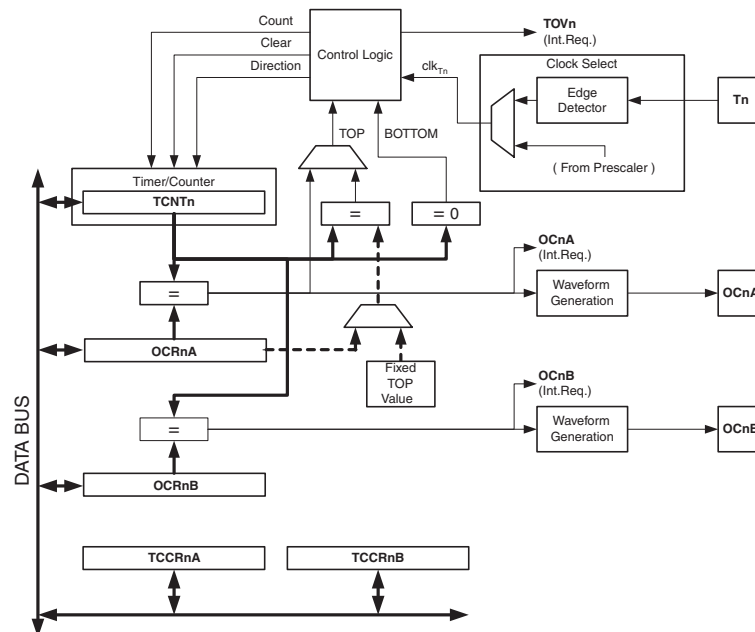 Count
Clear
Direction
Control Logic
TOVn
(Int.Req.)
clkTn
Clock Select
Edge
Detector
Tn
( From Prescaler )
TOP
BOTTOM
Timer/Counter
TCNTn
=
= 0
OCnA
(Int.Req.)
=
Waveform
Generation
OCnA
OCRnA
Fixed
TOP
Value
OCnB
(Int.Req.)
=
Waveform
Generation
OCnB
OCRnB
DATA BUS
TCCRnA
TCCRnB